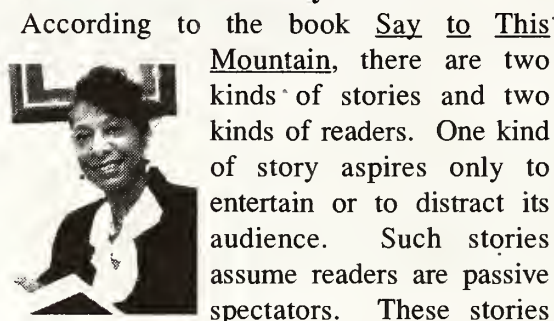 According to the book Say to This
Mountain, there are two
kinds of stories and two
kinds of readers. One kind
of story aspires only to
entertain or to distract its
audience. Such stories
assume readers are passive
spectators. These stories